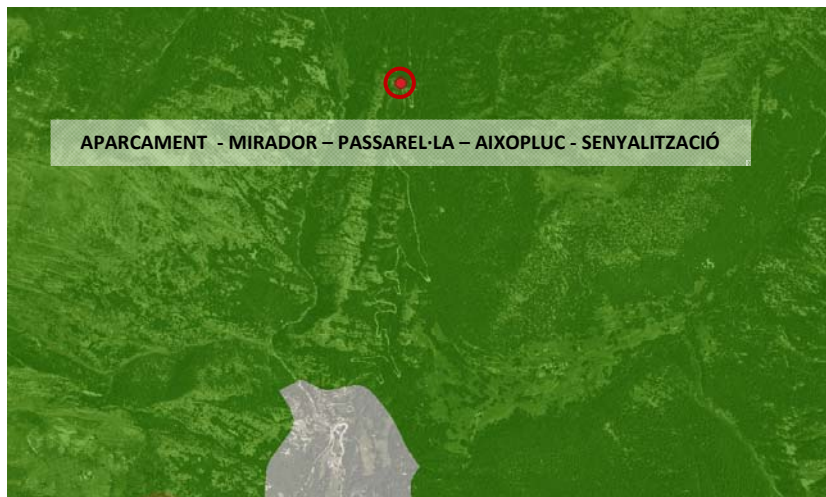 APARCAMENT - MIRADOR – PASSAREL·LA – AIXOPLUC - SENYALITZACIÓ